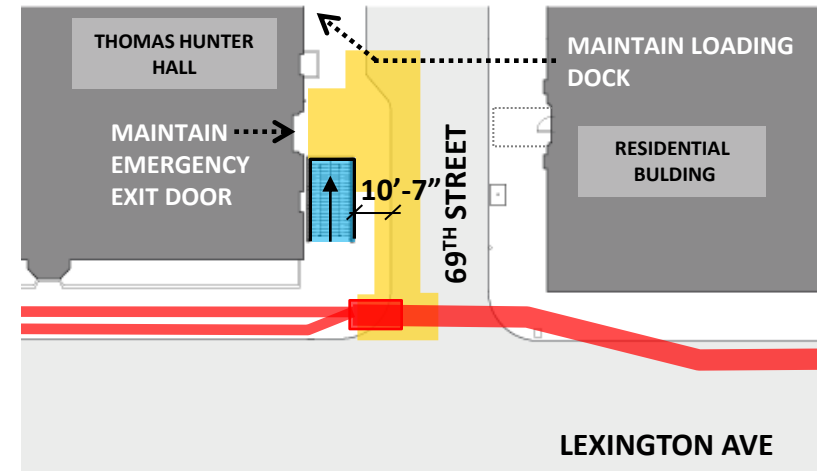 THOMAS HUNTER
HALL
MAINTAIN LOADING
DOCK
MAINTAIN
EMERGENCY
EXIT DOOR
10’-7”
69TH STREET
RESIDENTIAL
BULDING
LEXINGTON AVE